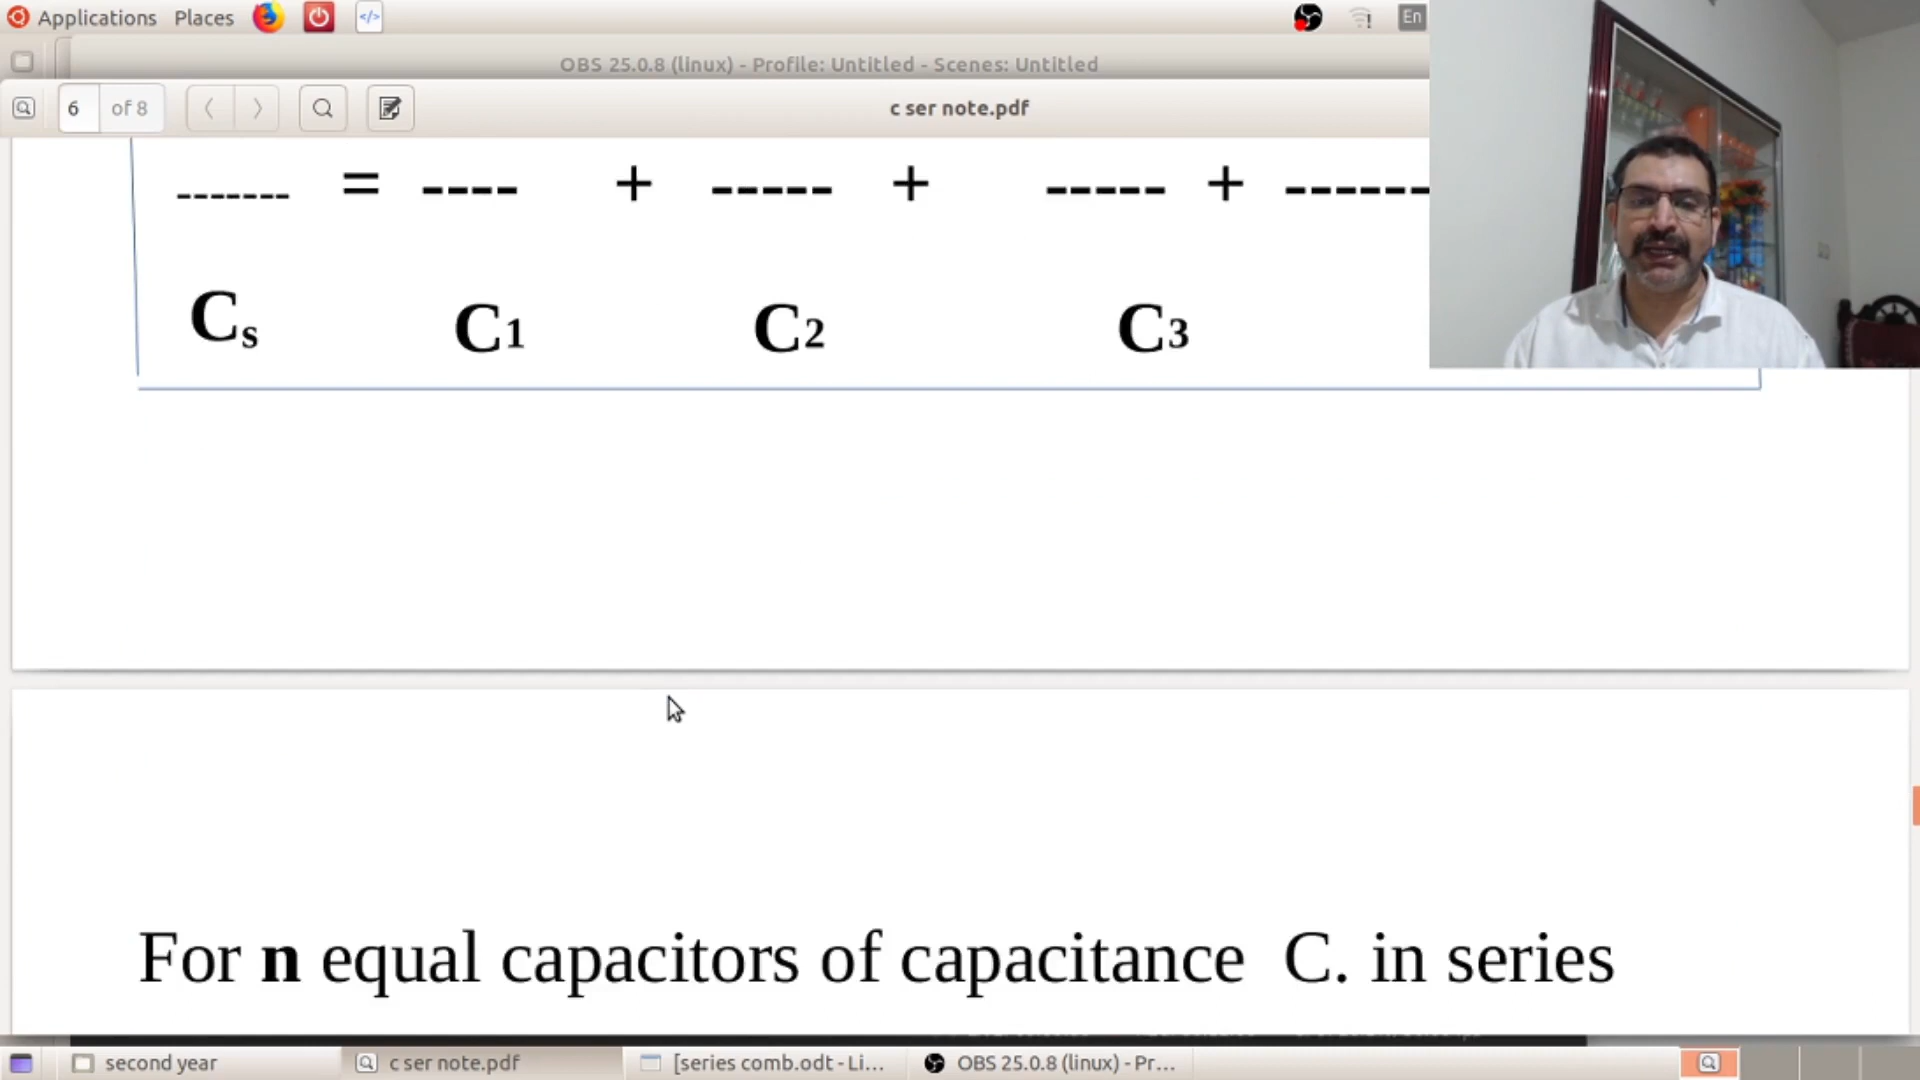 Applications Places En
OBS 25.0.8 (linux) - Profile: Untitled - Scenes: Untitled
6 of 8 c ser note.pdf
------- = ---- + ----- + ----- + ------
Cs C1 C2 C3
For n equal capacitors of capacitance C. in series
second year c ser note.pdf [series comb.odt - Li... OBS 25.0.8 (linux) - Pr...